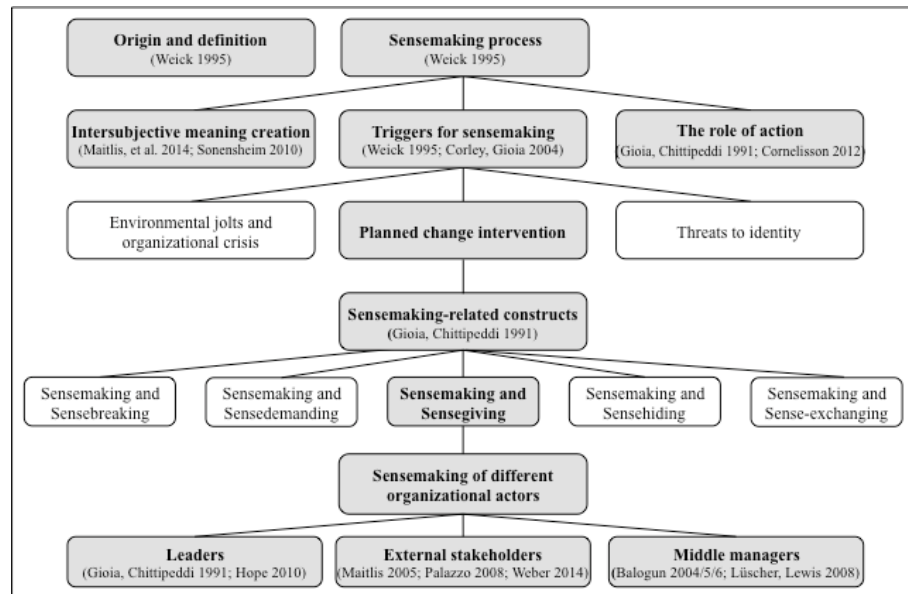 Origin and definition
(Weick 1995)
Sensemaking process
(Weick 1995)
Intersubjective meaning creation
(Maitlis, et al. 2014; Sonensheim 2010)
Triggers for sensemaking
(Weick 1995; Corley, Gioia 2004)
The role of action
(Gioia, Chittipeddi 1991; Cornelisson 2012)
Environmental jolts and
organizational crisis
Planned change intervention
Threats to identity
Sensemaking-related constructs
(Gioia, Chittipeddi 1991)
Sensemaking and
Sensebreaking
Sensemaking and
Sensedemanding
Sensemaking and
Sensegiving
Sensemaking and
Sensehiding
Sensemaking and
Sense-exchanging
Sensemaking of different
organizational actors
Leaders
(Gioia, Chittipeddi 1991; Hope 2010)
External stakeholders
(Maitlis 2005; Palazzo 2008; Weber 2014)
Middle managers
(Balogun 2004/5/6; Lüscher, Lewis 2008)